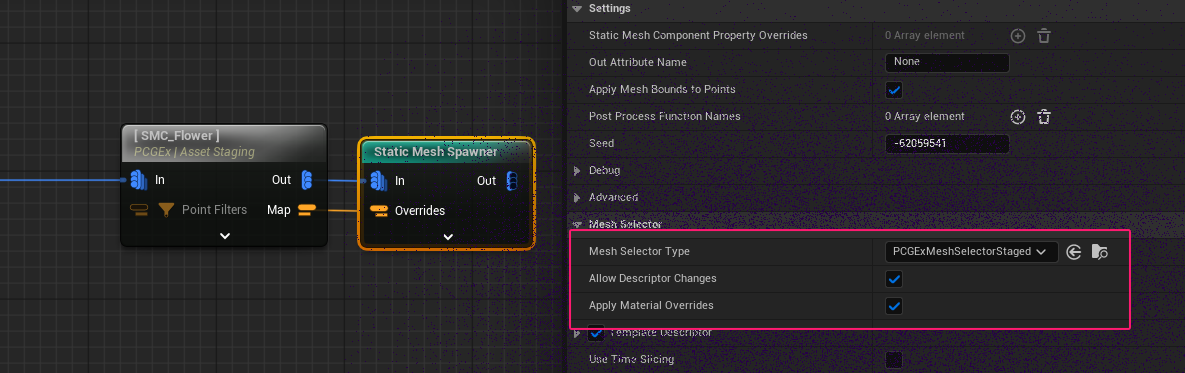 [ SMC_Flower ]
PCGEx | Asset Staging
In
Out
Point Filters
Map
Static Mesh Spawner
In
Out
Overrides
Settings
Static Mesh Component Property Overrides
0 Array element
Out Attribute Name
None
Apply Mesh Bounds to Points
Post Process Function Names
0 Array element
Seed
-62059541
Debug
Advanced
Mesh Selector
Mesh Selector Type
PCGExMeshSelectorStaged
Allow Descriptor Changes
Apply Material Overrides
Template Descriptor
Use Time Slicing